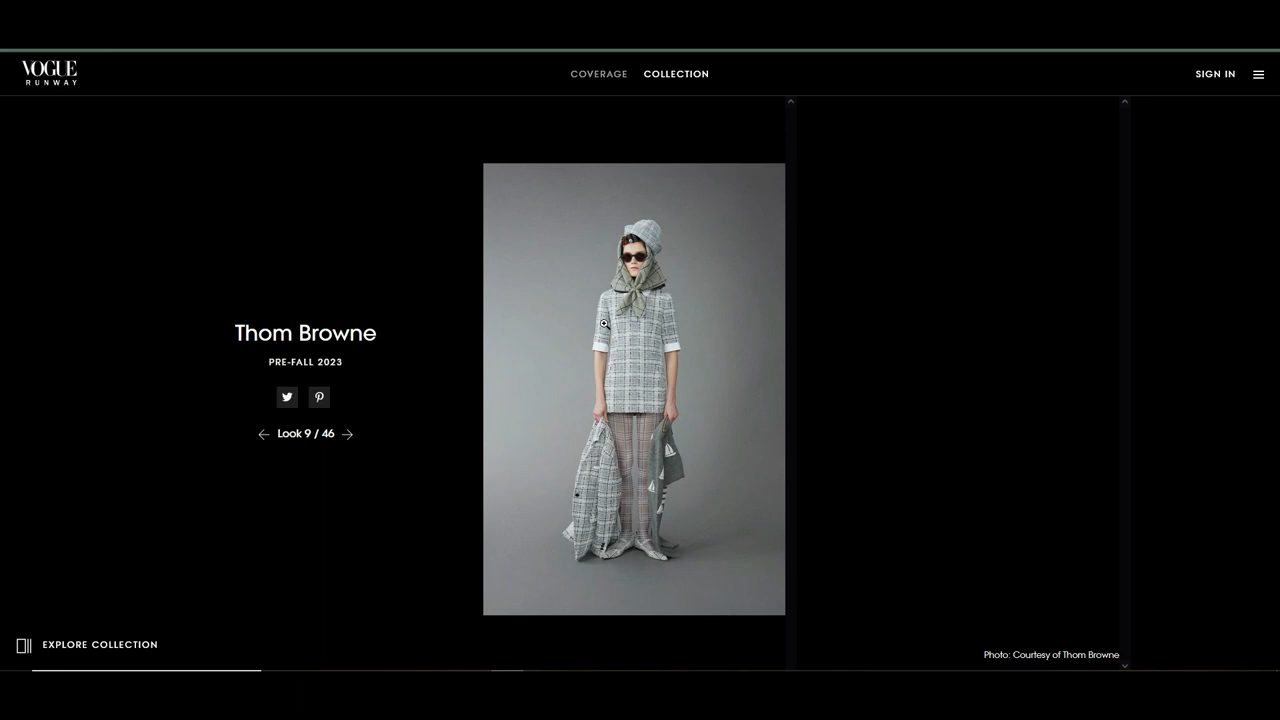 VOGUE
RUNWAY
COVERAGE
COLLECTION
SIGN IN
Thom Browne
PRE-FALL 2023
Look 9 / 46
EXPLORE COLLECTION
Photo: Courtesy of Thom Browne